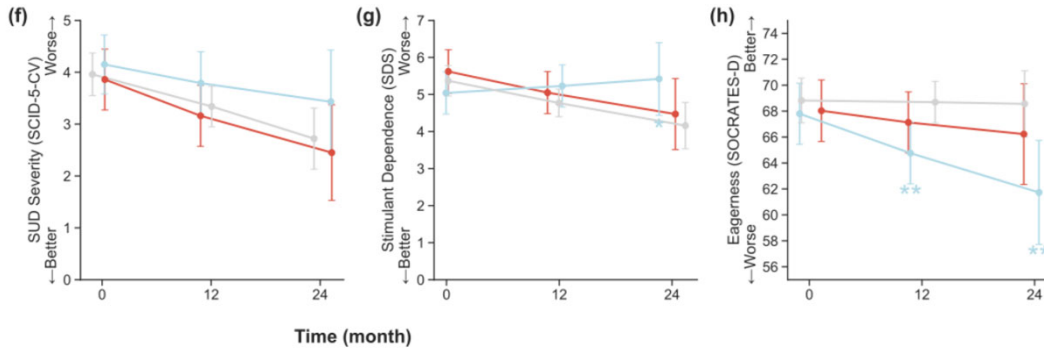 (f)
SUD Severity (SCID-5-CV)
←Better
Worse→
5
4
3
2
1
0
0
12
24
(g)
Stimulant Dependence (SDS)
←Better
Worse→
7
6
5
4
3
2
1
0
*
0
12
24
(h)
Eagerness (SOCRATES-D)
←Worse
Better→
74
72
70
68
66
64
62
60
58
56
**
**
0
12
24
Time (month)